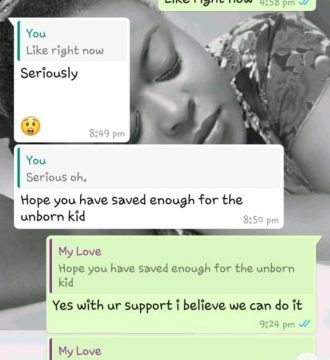 Like right now 4:58 pm
You
Like right now
Seriously
😲
8:49 pm
You
Serious oh.
Hope you have saved enough for the
unborn kid
8:50 pm
My Love
Hope you have saved enough for the unborn
kid
Yes with ur support i believe we can do it
9:24 pm
My Love